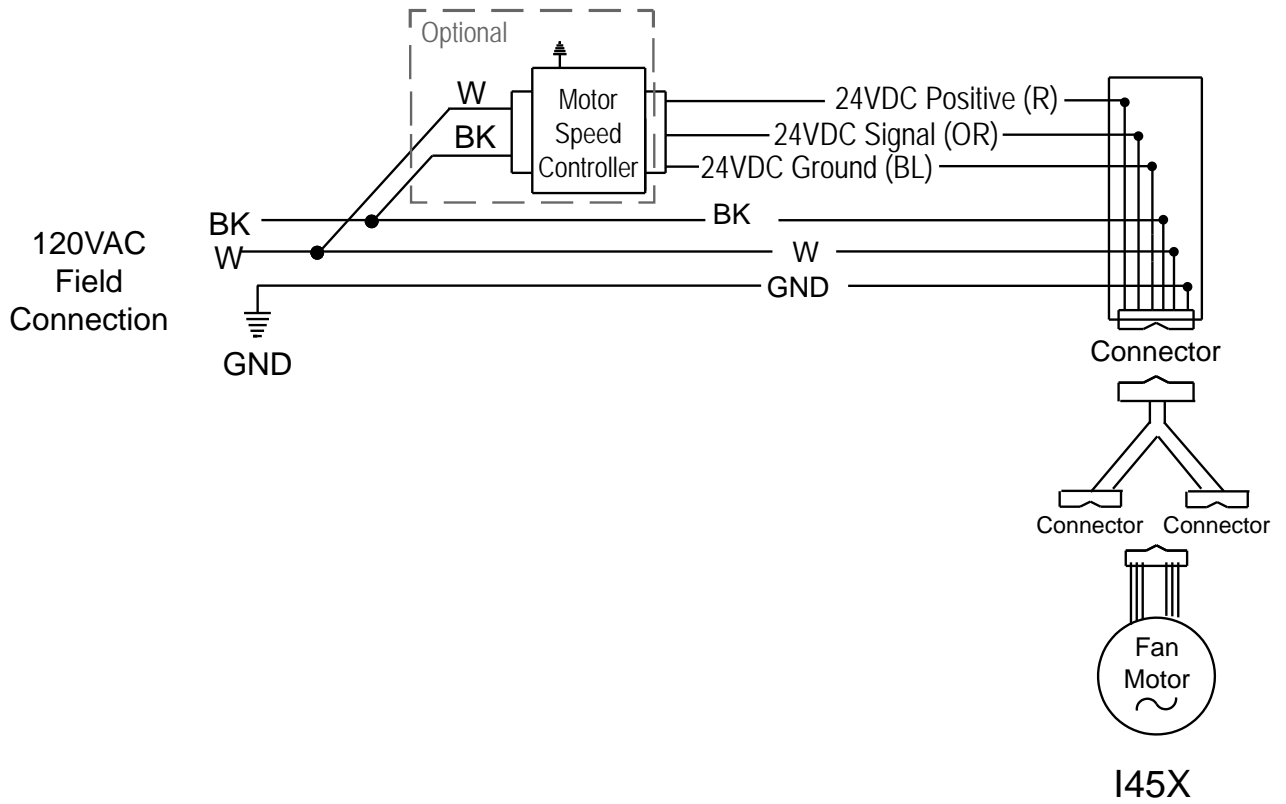 Optional
W
BK
Motor
Speed
Controller
24VDC Positive (R)
24VDC Signal (OR)
24VDC Ground (BL)
120VAC
Field
Connection
BK
W
GND
BK
W
GND
Connector
Connector
Connector
Fan
Motor
I45X